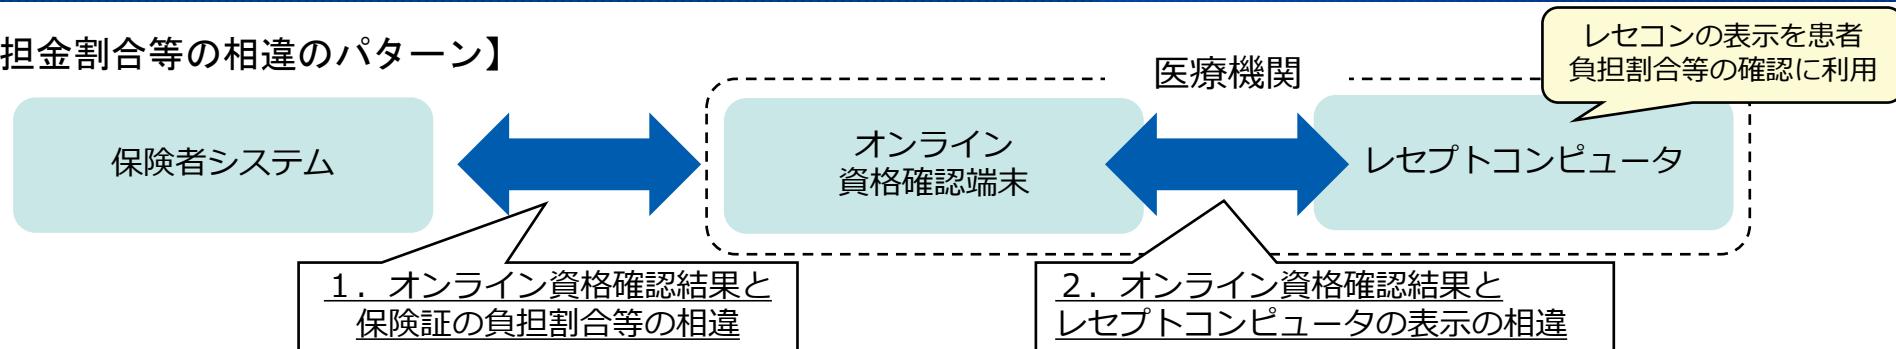 担金割合等の相違のパターン】
レセコンの表示を患者
負担割合等の確認に利用
医療機関
保険者システム
オンライン
資格確認端末
レセプトコンピュータ
１．オンライン資格確認結果と
保険証の負担割合等の相違
２．オンライン資格確認結果と
レセプトコンピュータの表示の相違